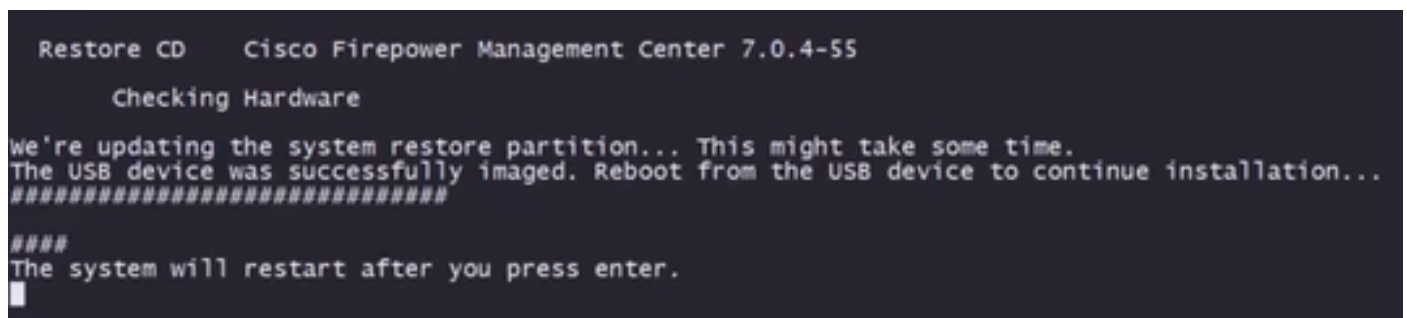 Restore CD Cisco Firepower Management Center 7.0.4-55
Checking Hardware
We're updating the system restore partition... This might take some time.
The USB device was successfully imaged. Reboot from the USB device to continue installation...
##############################
####
The system will restart after you press enter.